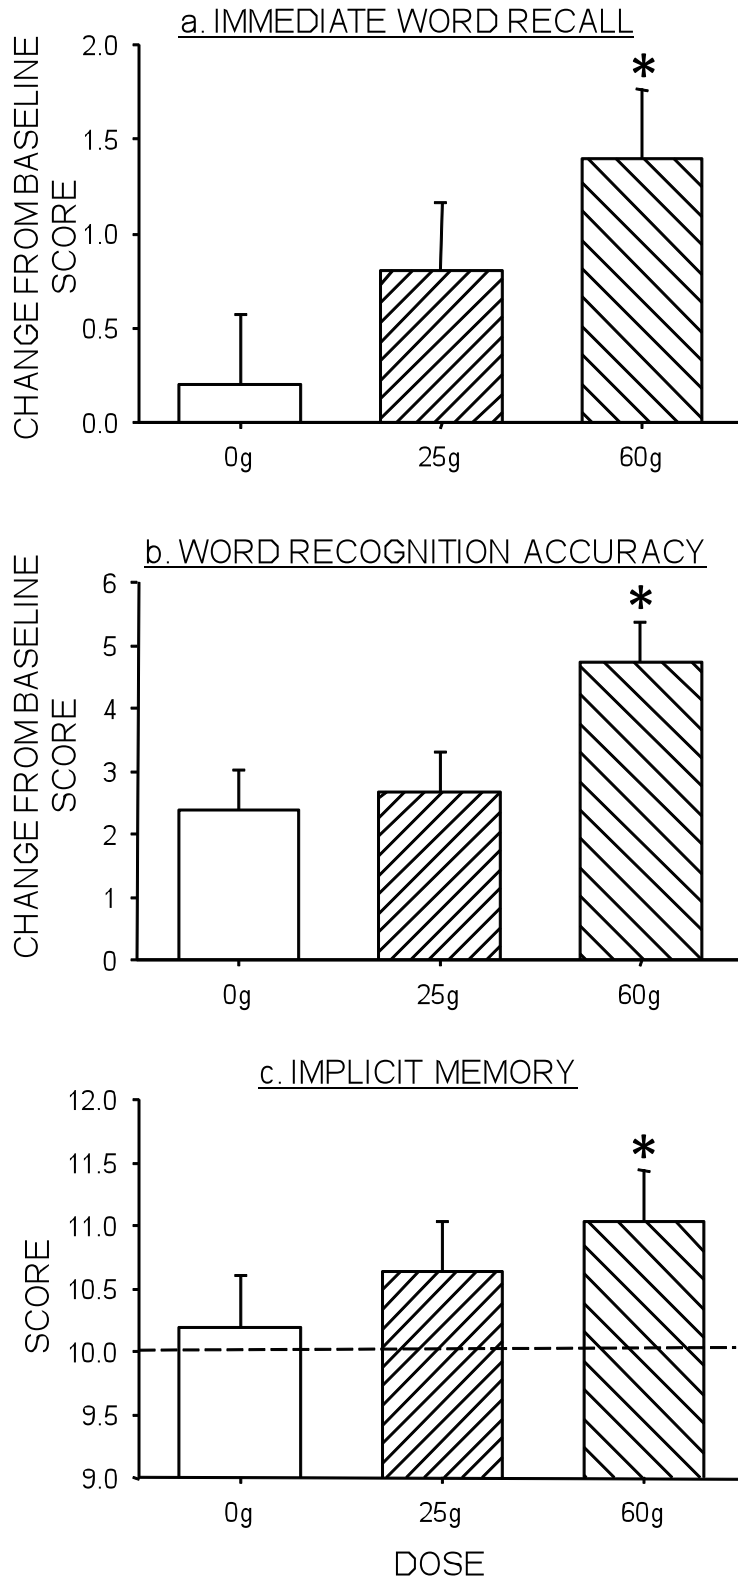 a. IMMEDIATE WORD RECALL
CHANGE FROM BASELINE
SCORE
2.0
1.5
1.0
0.5
0.0
*
0g
25g
60g
b. WORD RECOGNITION ACCURACY
CHANGE FROM BASELINE
SCORE
6
5
4
3
2
1
0
*
0g
25g
60g
c. IMPLICIT MEMORY
SCORE
12.0
11.5
11.0
10.5
10.0
9.5
9.0
*
0g
25g
60g
DOSE